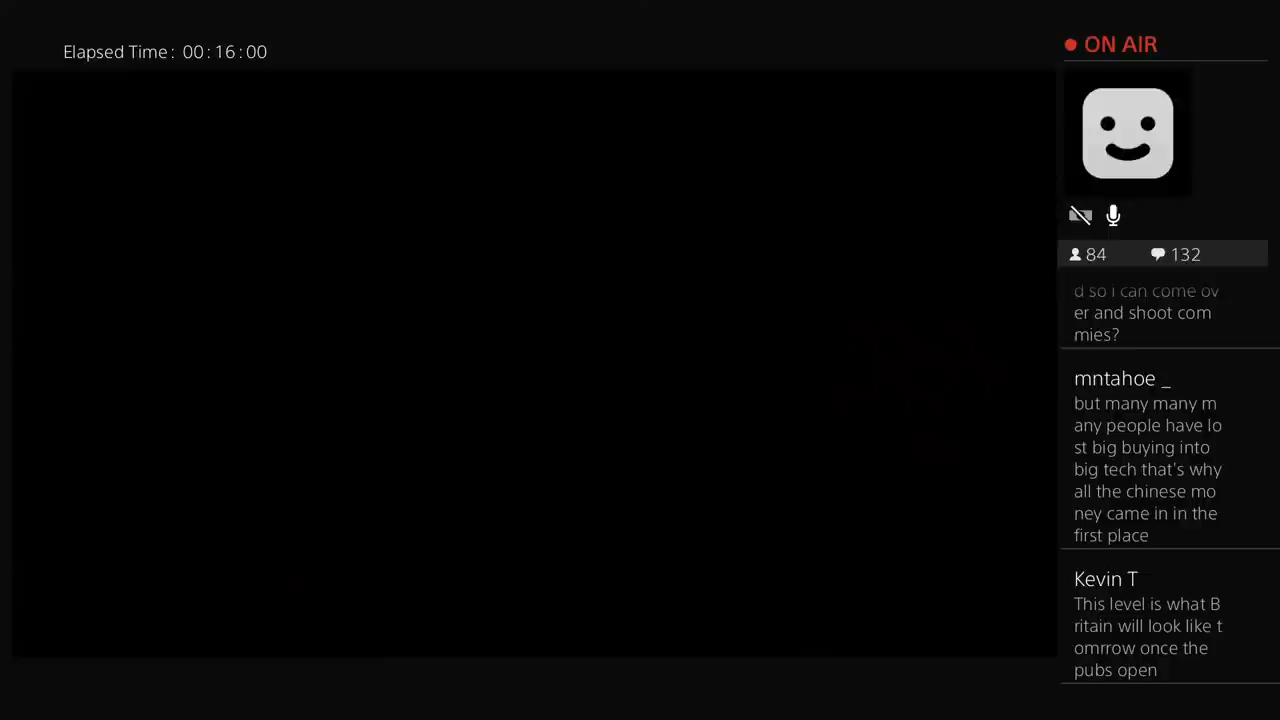 Elapsed Time: 00:16:00
ON AIR
84 132
d so i can come ov
er and shoot com
mies?
mntahoe _
but many many m
any people have lo
st big buying into
big tech that's why
all the chinese mo
ney came in in the
first place
Kevin T
This level is what B
ritain will look like t
omrrow once the
pubs open